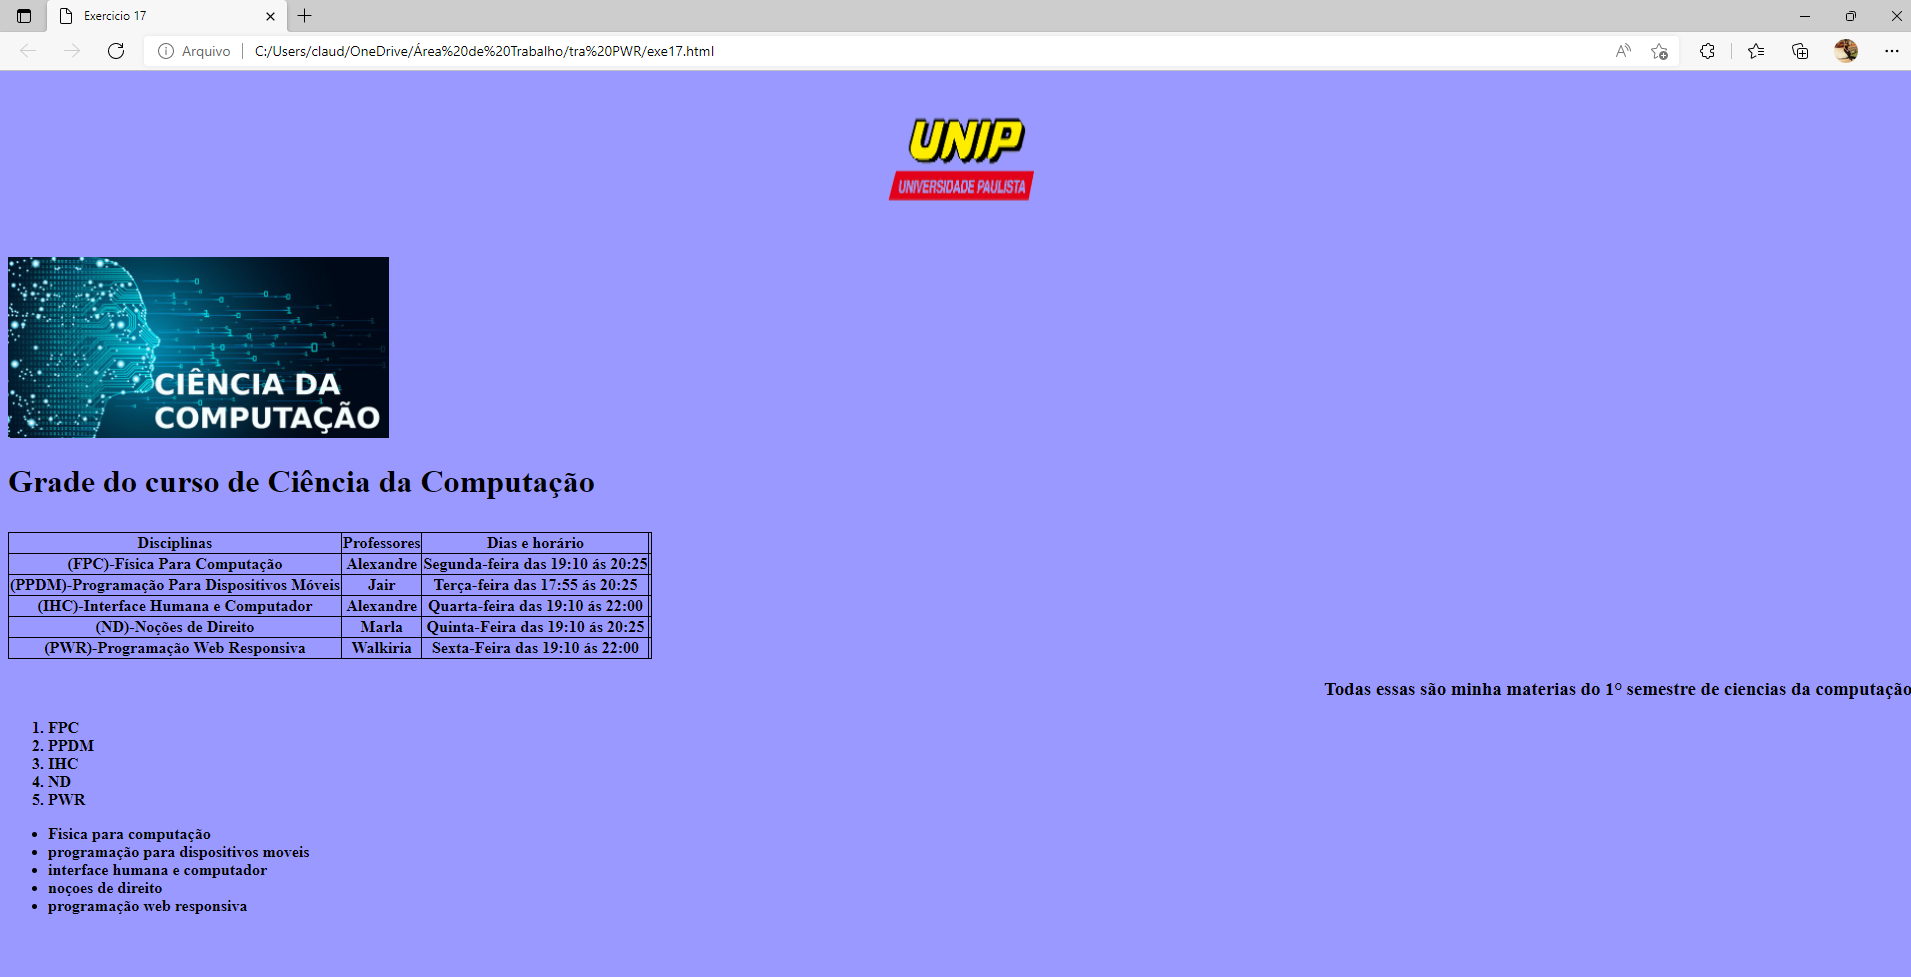 Exercicio 17
Arquivo C:/Users/claud/OneDrive/Área%20de%20Trabalho/tra%20PWR/exe17.html
UNIP
UNIVERSIDADE PAULISTA
CIÊNCIA DA
COMPUTAÇÃO
Grade do curso de Ciência da Computação
Disciplinas Professores Dias e horário
(FPC)-Física Para Computação Alexandre Segunda-feira das 19:10 ás 20:25
(PPDM)-Programação Para Dispositivos Móveis Jair Terça-feira das 17:55 ás 20:25
(IHC)-Interface Humana e Computador Alexandre Quarta-feira das 19:10 ás 22:00
(ND)-Noções de Direito Marla Quinta-Feira das 19:10 ás 20:25
(PWR)-Programação Web Responsiva Walkiria Sexta-Feira das 19:10 ás 22:00
Todas essas são minha materias do 1° semestre de ciencias da computação
1. FPC
2. PPDM
3. IHC
4. ND
5. PWR
• Fisica para computação
• programação para dispositivos moveis
• interface humana e computador
• noçoes de direito
• programação web responsiva